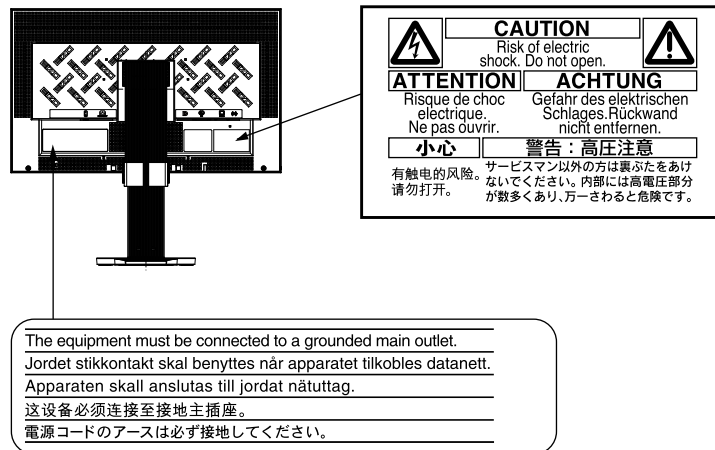 CAUTION
Risk of electric
shock. Do not open.
ATTENTION
Risque de choc
electrique.
Ne pas ouvrir.
ACHTUNG
Gefahr des elektrischen
Schlages.Rückwand
nicht entfernen.
小心
有触电的风险。
请勿打开。
警告：高圧注意
サービスマン以外の方は裏ぶたをあけ
ないでください。内部には高電圧部分
が数多くあり、万一さわると危険です。
The equipment must be connected to a grounded main outlet.
Jordet stikkontakt skal benyttes når apparatet tilkobles datanett.
Apparaten skall anslutas till jordat nätuttag.
这设备必须连接至接地主插座。
電源コードのアースは必ず接地してください。